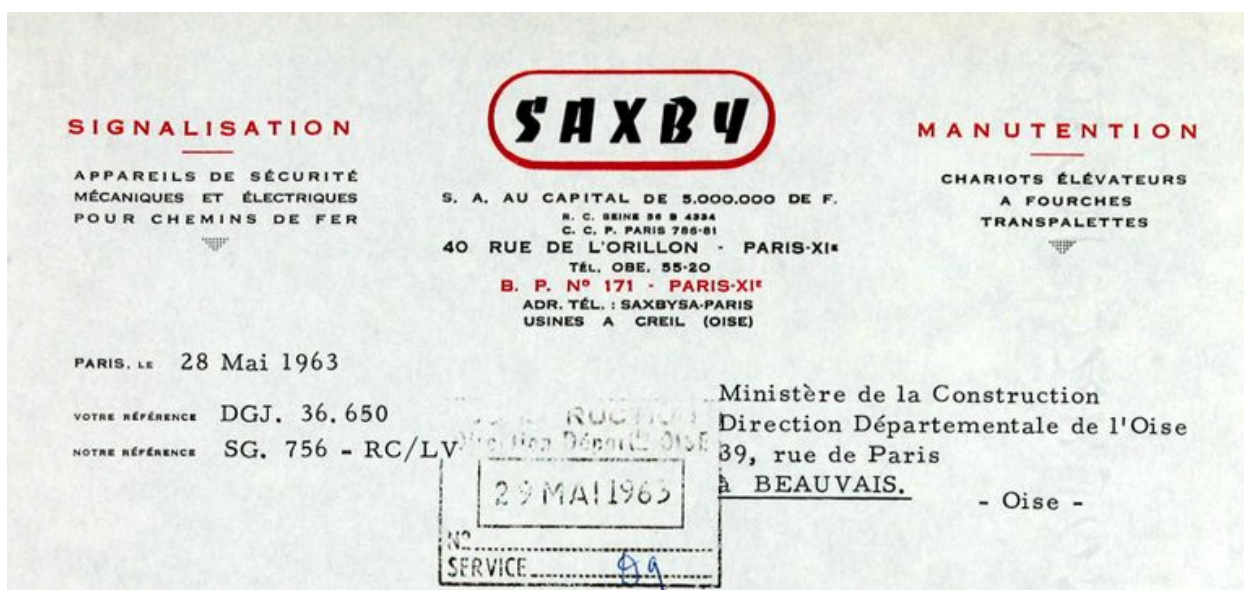 SAXBY
SIGNALISATION
APPAREILS DE SÉCURITÉ
MÉCANIQUES ET ÉLECTRIQUES
POUR CHEMINS DE FER
S. A. AU CAPITAL DE 5.000.000 DE F.
R. C. SEINE 56 B 4334
C. C. P. PARIS 786-81
40 RUE DE L'ORILLON - PARIS-XIE
TÉL. OBE. 55-20
B. P. Nº 171 - PARIS-XIE
ADR. TÉL. : SAXBYSA-PARIS
USINES A CREIL (OISE)
MANUTENTION
CHARIOTS ÉLÉVATEURS
A FOURCHES
TRANSPALETTES
PARIS, LE 28 Mai 1963
VOTRE RÉFÉRENCE DGJ. 36.650
NOTRE RÉFÉRENCE SG. 756 - RC/LV
Ministère de la Construction
Direction Départementale de l'Oise
39, rue de Paris
à BEAUVAIS.
- Oise -
RUCTION
Direction Départ. OISE
29 MAI 1963
Nº
SERVICE